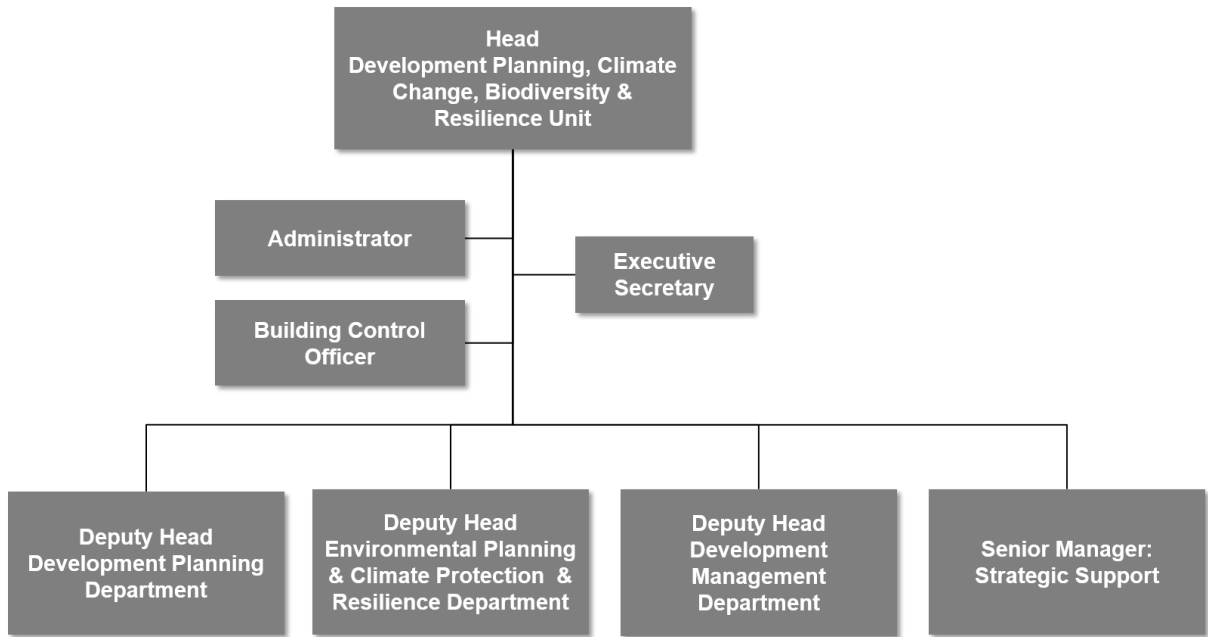 Head
Development Planning, Climate
Change, Biodiversity &
Resilience Unit
Administrator
Executive
Secretary
Building Control
Officer
Deputy Head
Development Planning
Department
Deputy Head
Environmental Planning
& Climate Protection &
Resilience Department
Deputy Head
Development
Management
Department
Senior Manager:
Strategic Support